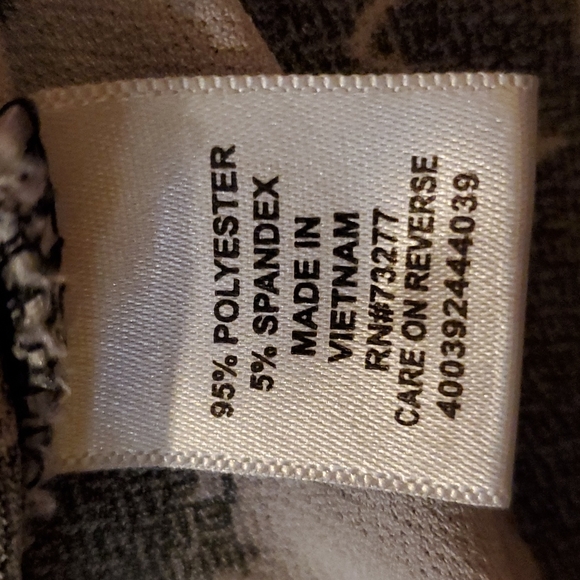 95% POLYESTER
5% SPANDEX
MADE IN
VIETNAM
RN#73277
CARE ON REVERSE
400392444039